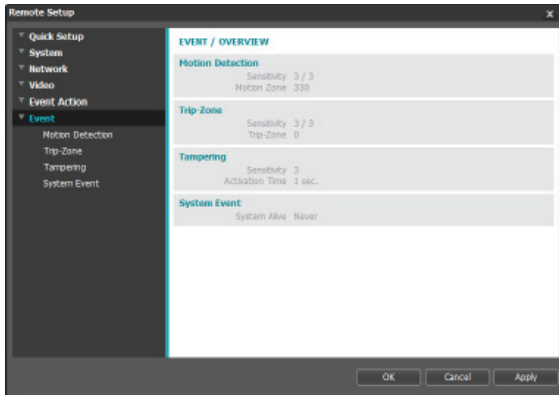 Remote Setup
x
Quick Setup
System
Network
Video
Event Action
Event
Motion Detection
Trip-Zone
Tampering
System Event
EVENT / OVERVIEW
Motion Detection
Sensitivity 3 / 3
Motion Zone 330
Trip-Zone
Sensitivity 3 / 3
Trip-Zone 0
Tampering
Sensitivity 3
Activation Time 1 sec.
System Event
System Alive Never
OK Cancel Apply